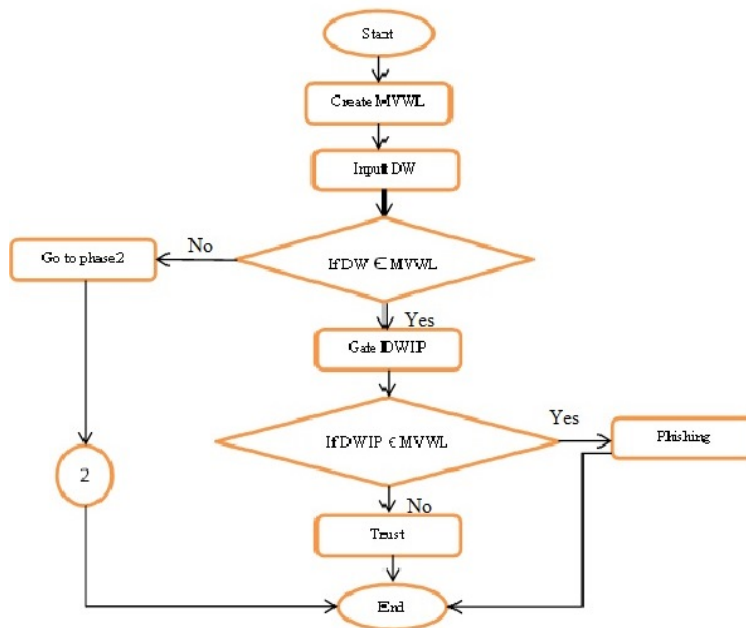 Start
Create MVWL
Input DW
If DW ∈ MVWL
No
Go to phase2
Yes
Gate DWIP
If DWIP ∈ MVWL
Yes
Phishing
2
No
Trust
End